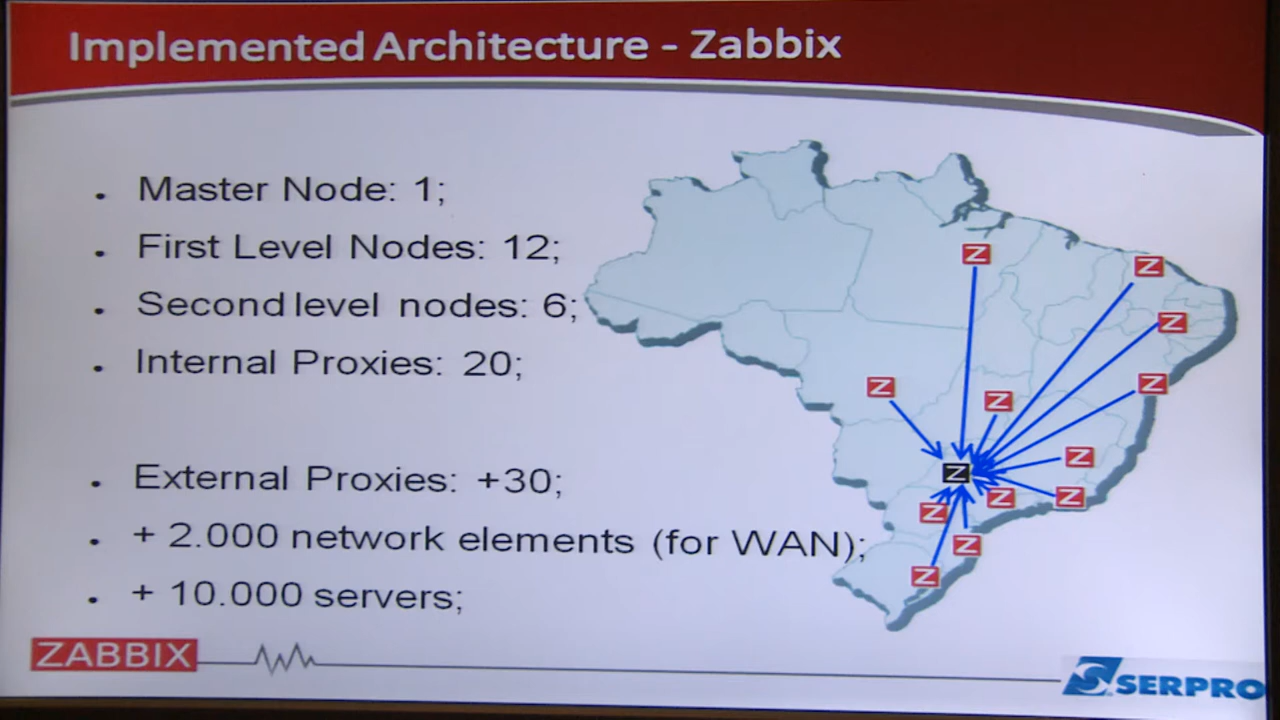 Implemented Architecture - Zabbix
. Master Node: 1;
. First Level Nodes: 12;
. Second level nodes: 6;
. Internal Proxies: 20;
. External Proxies: +30;
. + 2.000 network elements (for WAN);
. + 10.000 servers;
Z
Z
Z
Z
Z
Z
Z
Z
Z
Z
Z
Z
Z
ZABBIX
SERPRO